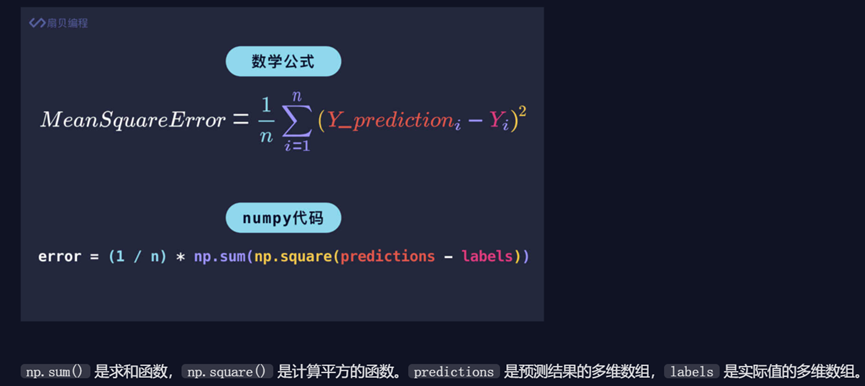 扇贝编程
数学公式
MeanSquareError = \frac{1}{n} \sum_{i=1}^{n} (Y\_prediction_i - Y_i)^2
numpy代码
error = (1 / n) * np.sum(np.square(predictions - labels))
np.sum() 是求和函数，np.square() 是计算平方的函数。predictions 是预测结果的多维数组，labels 是实际值的多维数组。